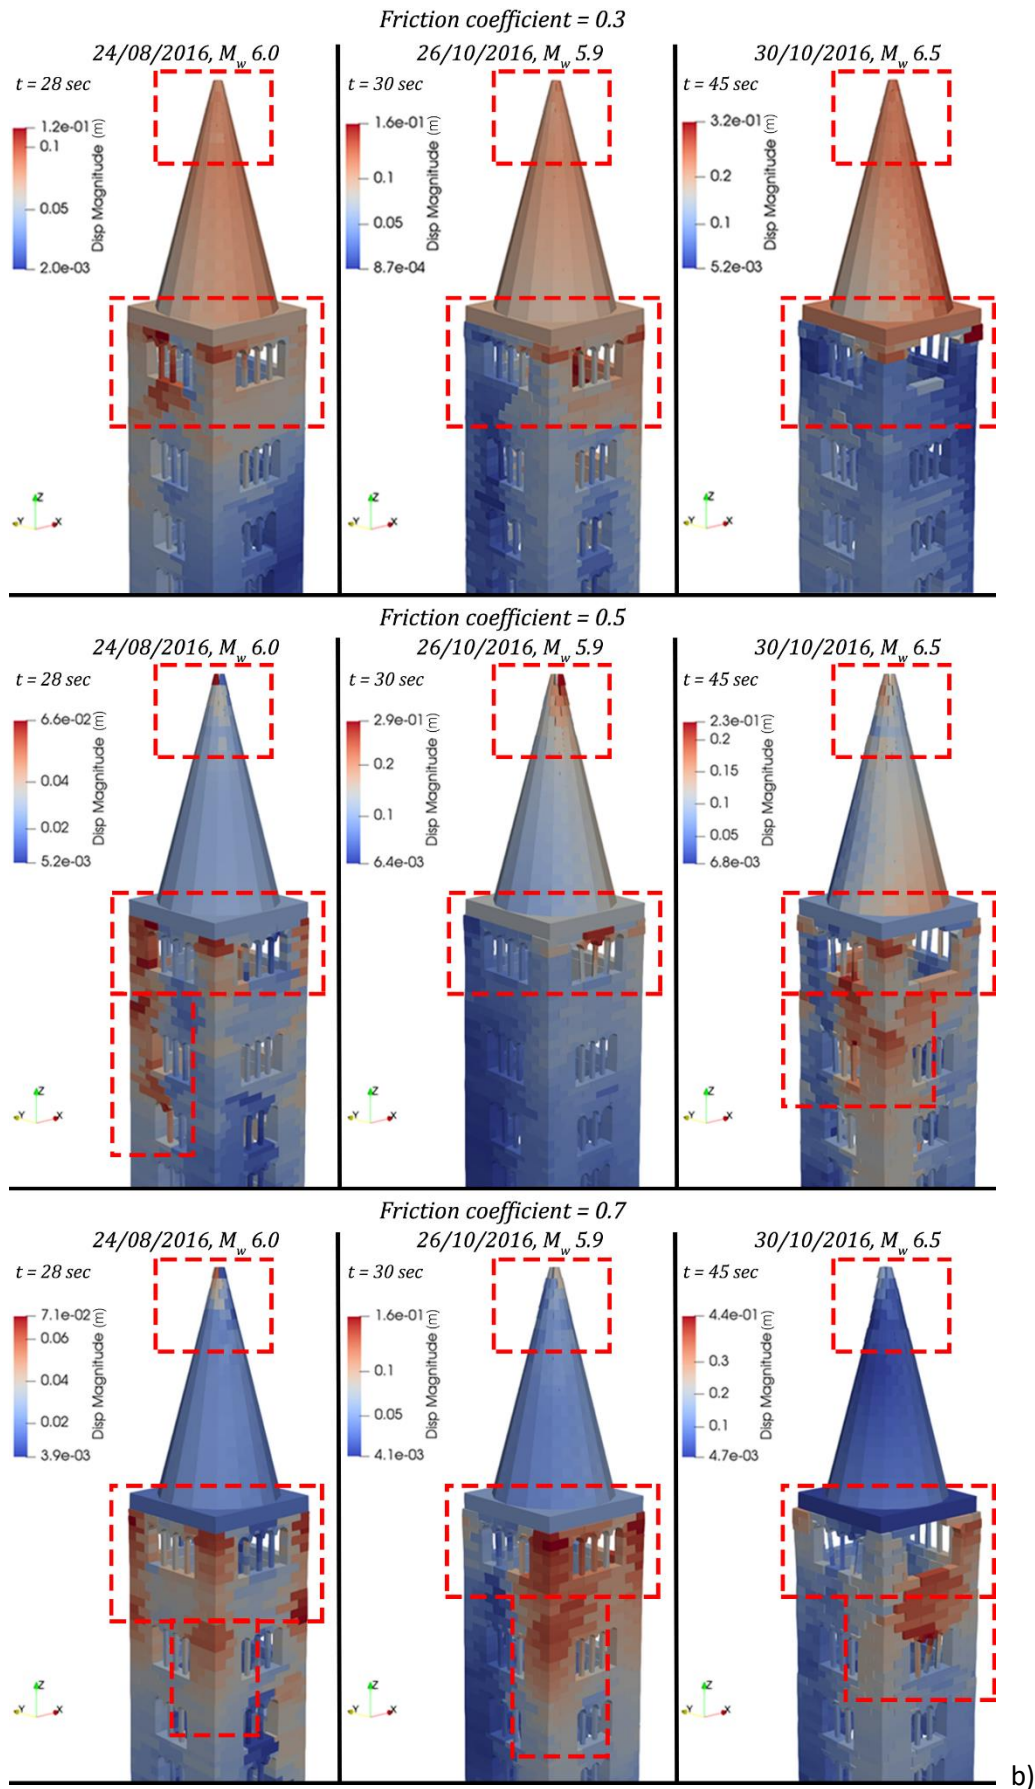 Friction coefficient = 0.3
24/08/2016, Mw 6.0
26/10/2016, Mw 5.9
30/10/2016, Mw 6.5
t = 28 sec
t = 30 sec
t = 45 sec
1.2e-01
0.1
0.05
2.0e-03
Disp Magnitude (m)
1.6e-01
0.1
0.05
8.7e-04
Disp Magnitude (m)
3.2e-01
0.2
0.1
5.2e-03
Disp Magnitude (m)
Z
Y
X
Z
Y
X
Z
Y
X
Friction coefficient = 0.5
24/08/2016, Mw 6.0
26/10/2016, Mw 5.9
30/10/2016, Mw 6.5
t = 28 sec
t = 30 sec
t = 45 sec
6.6e-02
0.04
0.02
5.2e-03
Disp Magnitude (m)
2.9e-01
0.2
0.1
6.4e-03
Disp Magnitude (m)
2.3e-01
0.2
0.15
0.1
0.05
6.8e-03
Disp Magnitude (m)
Z
Y
X
Z
Y
X
Z
Y
X
Friction coefficient = 0.7
24/08/2016, Mw 6.0
26/10/2016, Mw 5.9
30/10/2016, Mw 6.5
t = 28 sec
t = 30 sec
t = 45 sec
7.1e-02
0.06
0.04
0.02
3.9e-03
Disp Magnitude (m)
1.6e-01
0.1
0.05
4.1e-03
Disp Magnitude (m)
4.4e-01
0.3
0.2
0.1
4.7e-03
Disp Magnitude (m)
Z
Y
X
Z
Y
X
Z
Y
X
b)